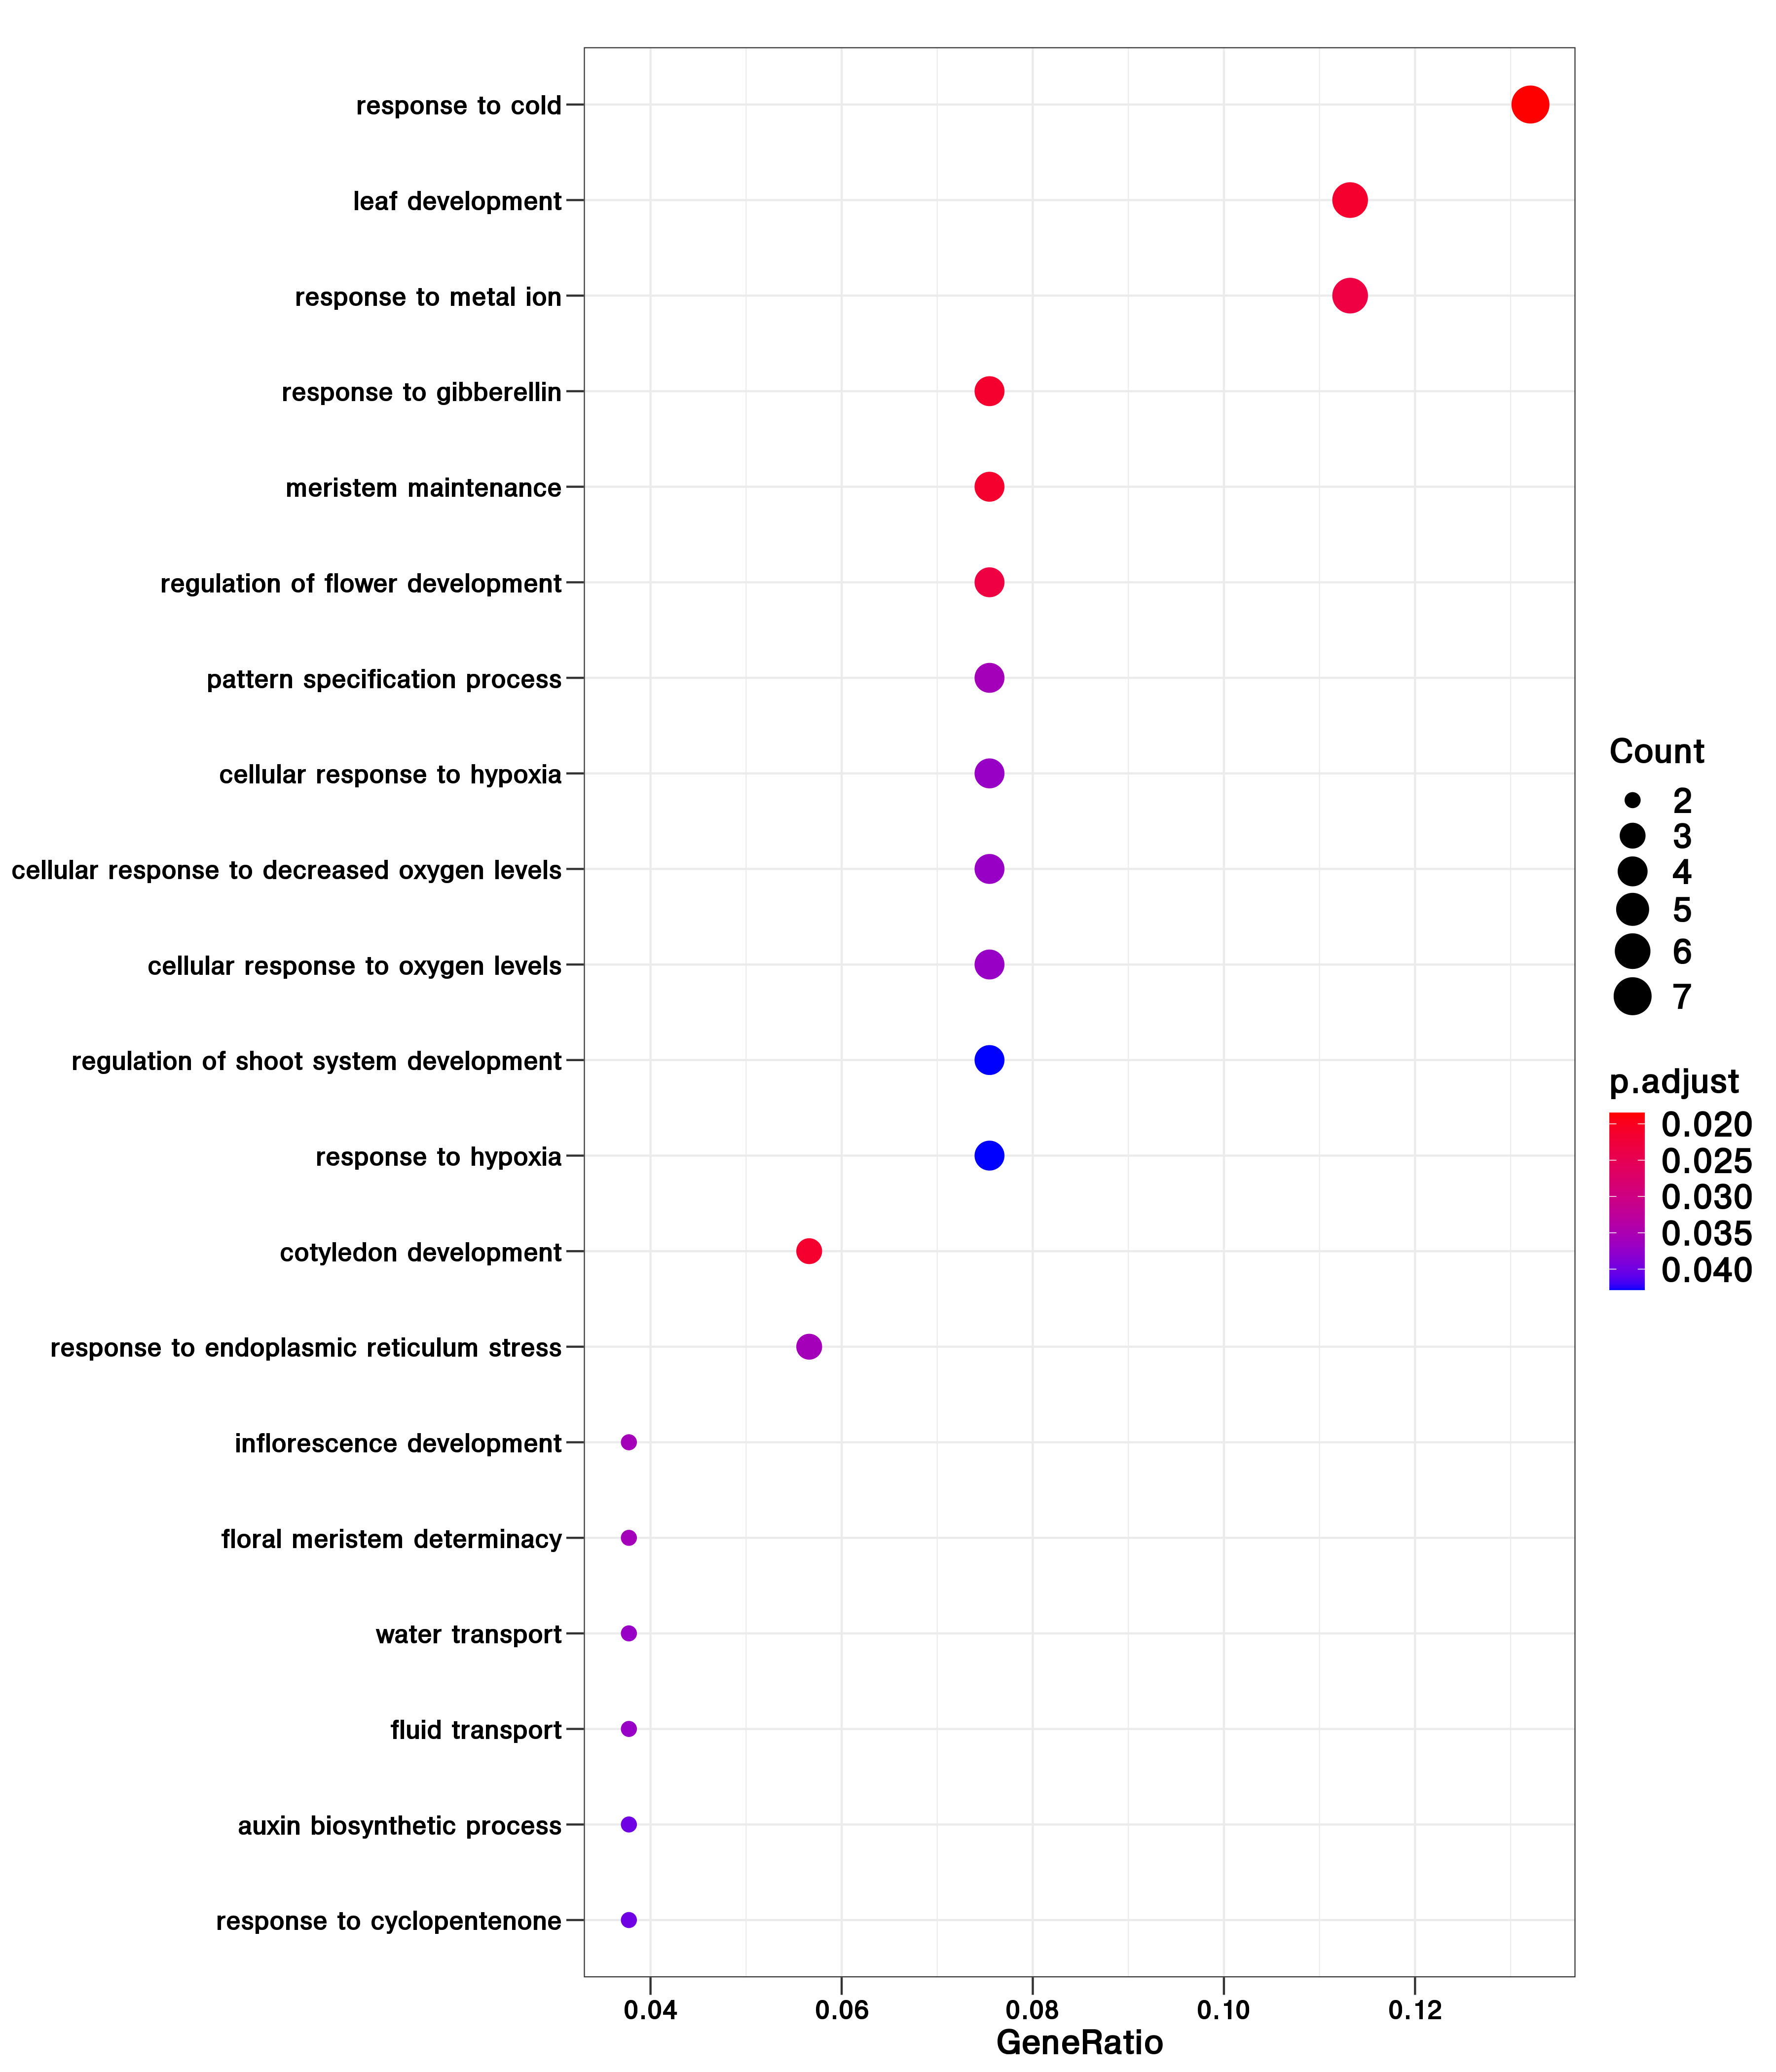 response to cold
leaf development
response to metal ion
response to gibberellin
meristem maintenance
regulation of flower development
pattern specification process
cellular response to hypoxia
cellular response to decreased oxygen levels
cellular response to oxygen levels
regulation of shoot system development
response to hypoxia
cotyledon development
response to endoplasmic reticulum stress
inflorescence development
floral meristem determinacy
water transport
fluid transport
auxin biosynthetic process
response to cyclopentenone
0.04 0.06 0.08 0.10 0.12
GeneRatio
Count
2
3
4
5
6
7
p.adjust
0.020
0.025
0.030
0.035
0.040